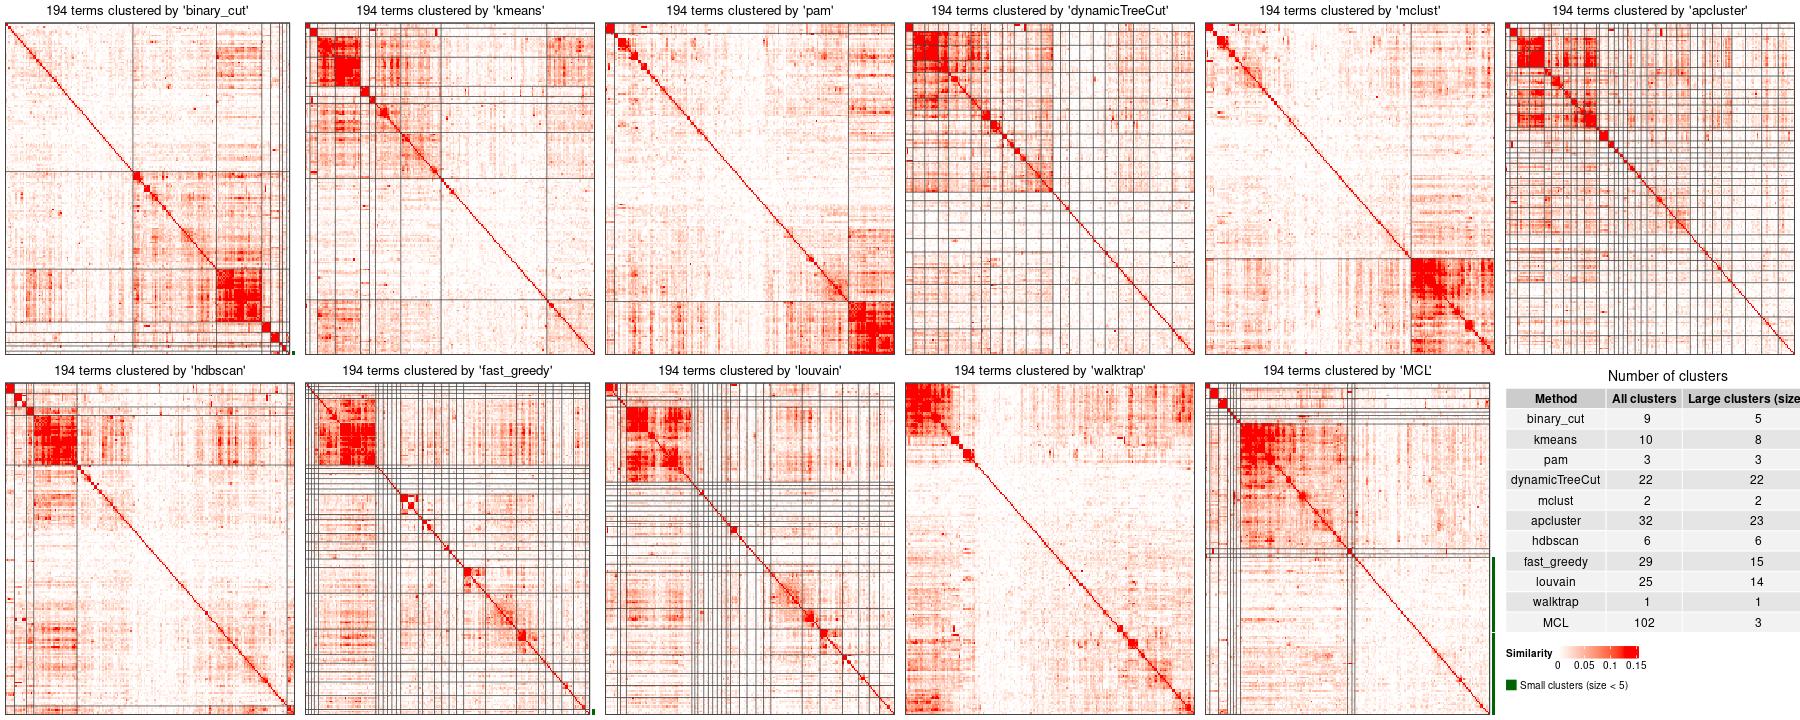 194 terms clustered by 'binary_cut'
194 terms clustered by 'kmeans'
194 terms clustered by 'pam'
194 terms clustered by 'dynamicTreeCut'
194 terms clustered by 'mclust'
194 terms clustered by 'apcluster'
194 terms clustered by 'hdbscan'
194 terms clustered by 'fast_greedy'
194 terms clustered by 'louvain'
194 terms clustered by 'walktrap'
194 terms clustered by 'MCL'
Number of clusters
Method All clusters Large clusters (size
binary_cut 9 5
kmeans 10 8
pam 3 3
dynamicTreeCut 22 22
mclust 2 2
apcluster 32 23
hdbscan 6 6
fast_greedy 29 15
louvain 25 14
walktrap 1 1
MCL 102 3
Similarity
0 0.05 0.1 0.15
Small clusters (size < 5)